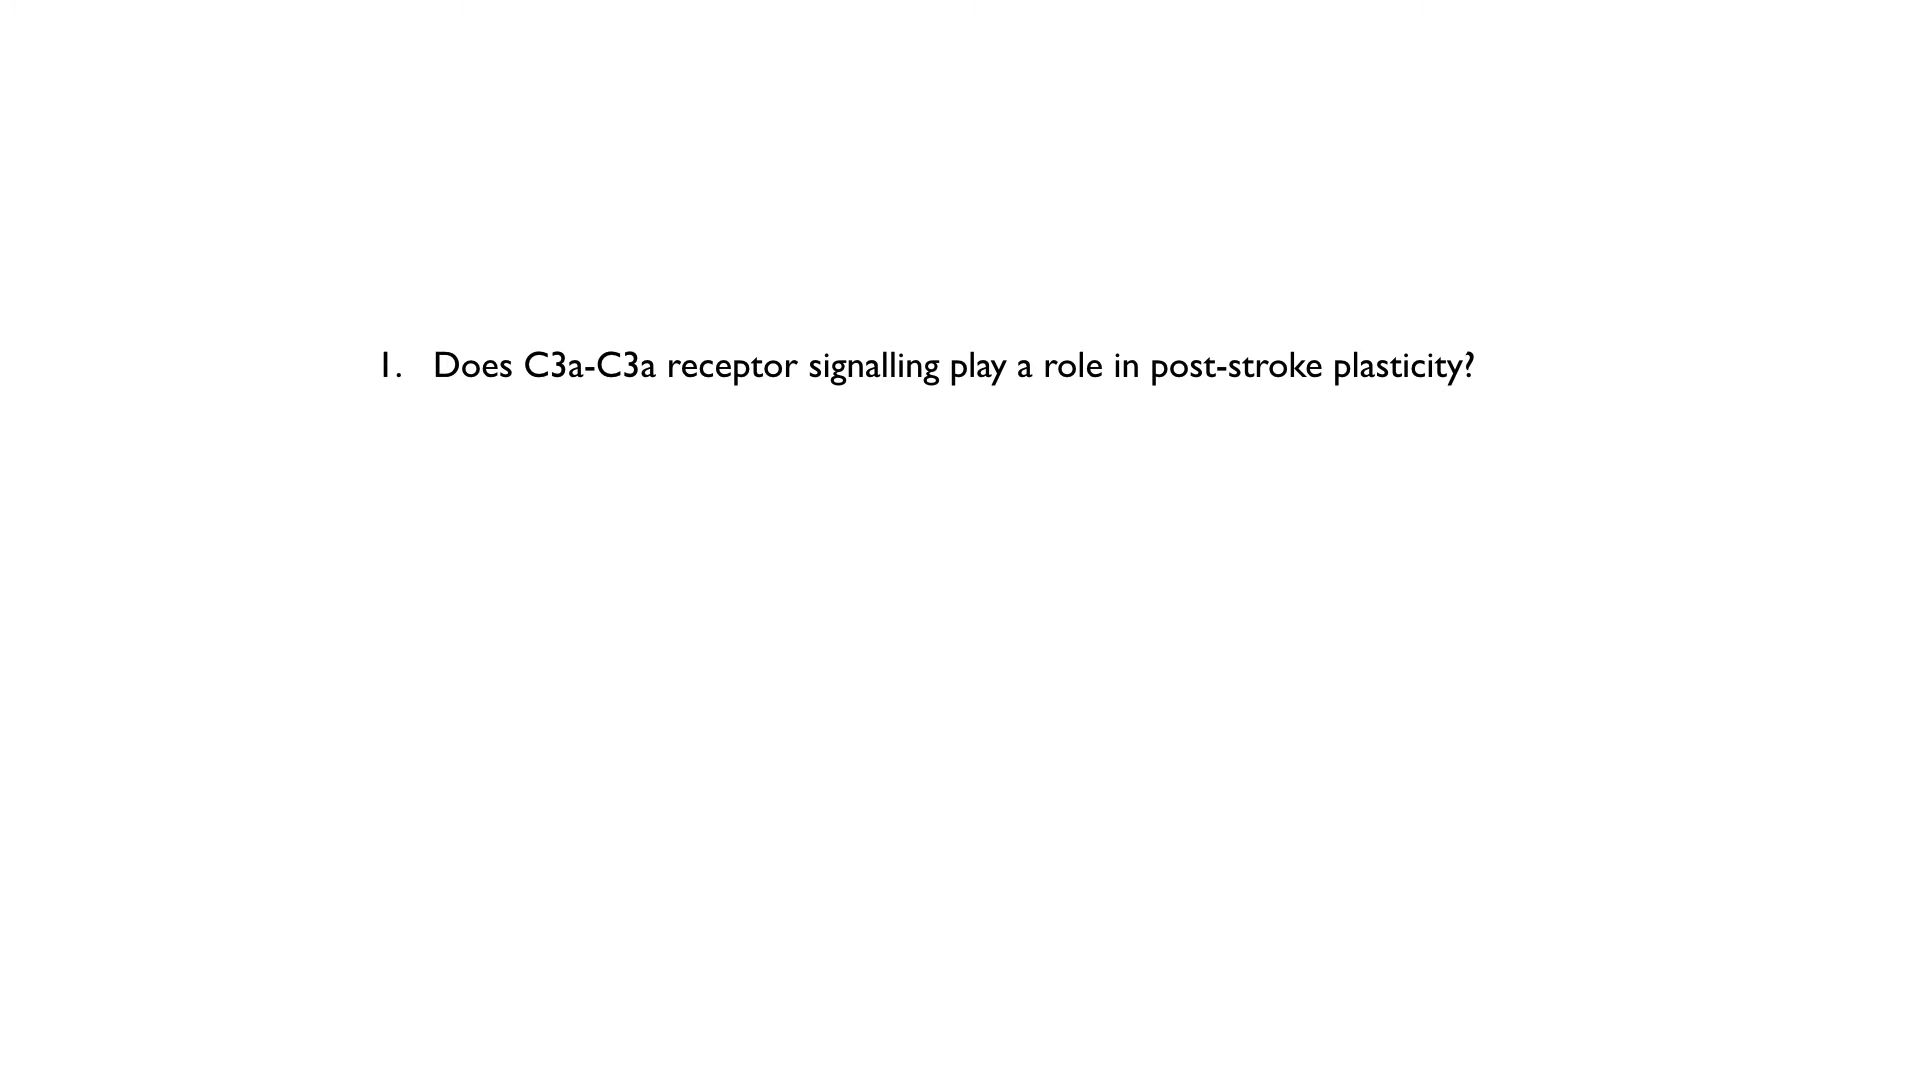 1. Does C3a-C3a receptor signalling play a role in post-stroke plasticity?